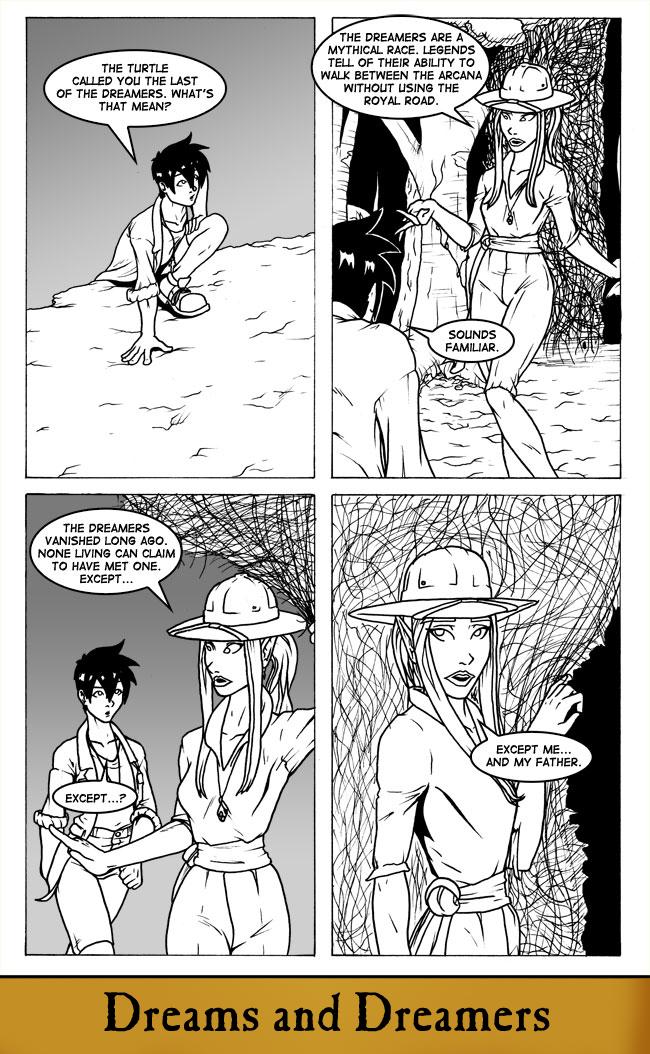 THE TURTLE
CALLED YOU THE LAST
OF THE DREAMERS. WHAT'S
THAT MEAN?
THE DREAMERS ARE A
MYTHICAL RACE. LEGENDS
TELL OF THEIR ABILITY TO
WALK BETWEEN THE ARCANA
WITHOUT USING THE
ROYAL ROAD.
SOUNDS
FAMILIAR.
THE DREAMERS
VANISHED LONG AGO.
NONE LIVING CAN CLAIM
TO HAVE MET ONE.
EXCEPT...
EXCEPT...?
EXCEPT ME...
AND MY FATHER.
Dreams and Dreamers